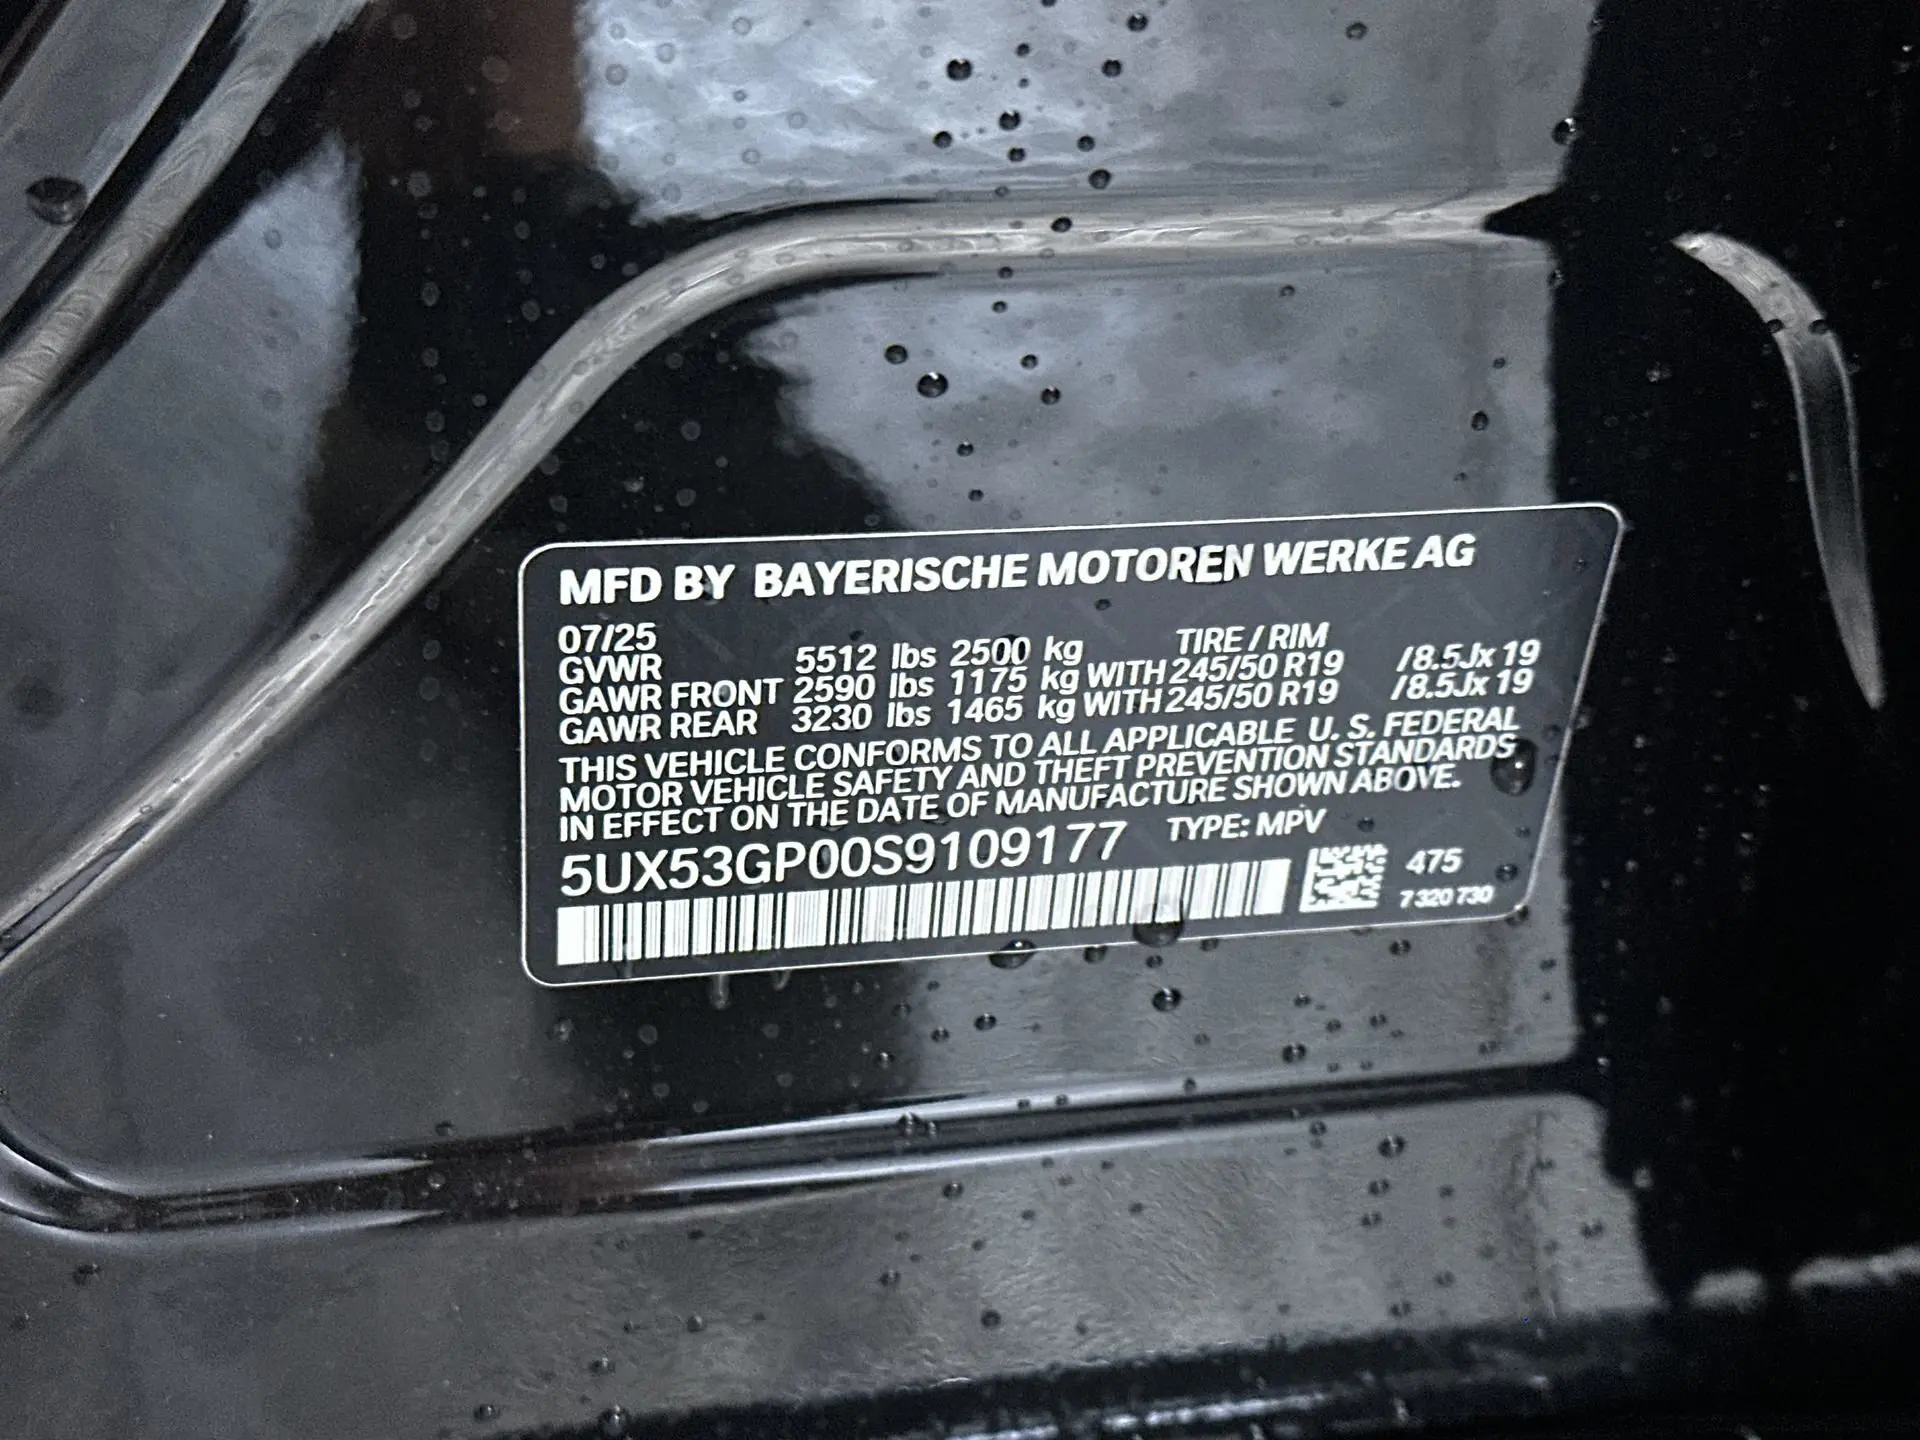 MFD BY BAYERISCHE MOTOREN WERKE AG
07/25 TIRE / RIM
GVWR 5512 lbs 2500 kg
GAWR FRONT 2590 lbs 1175 kg WITH 245/50 R19 /8.5Jx 19
GAWR REAR 3230 lbs 1465 kg WITH 245/50 R19 /8.5Jx 19
THIS VEHICLE CONFORMS TO ALL APPLICABLE U. S. FEDERAL
MOTOR VEHICLE SAFETY AND THEFT PREVENTION STANDARDS
IN EFFECT ON THE DATE OF MANUFACTURE SHOWN ABOVE.
5UX53GP00S9109177 TYPE: MPV
475
7 320 730